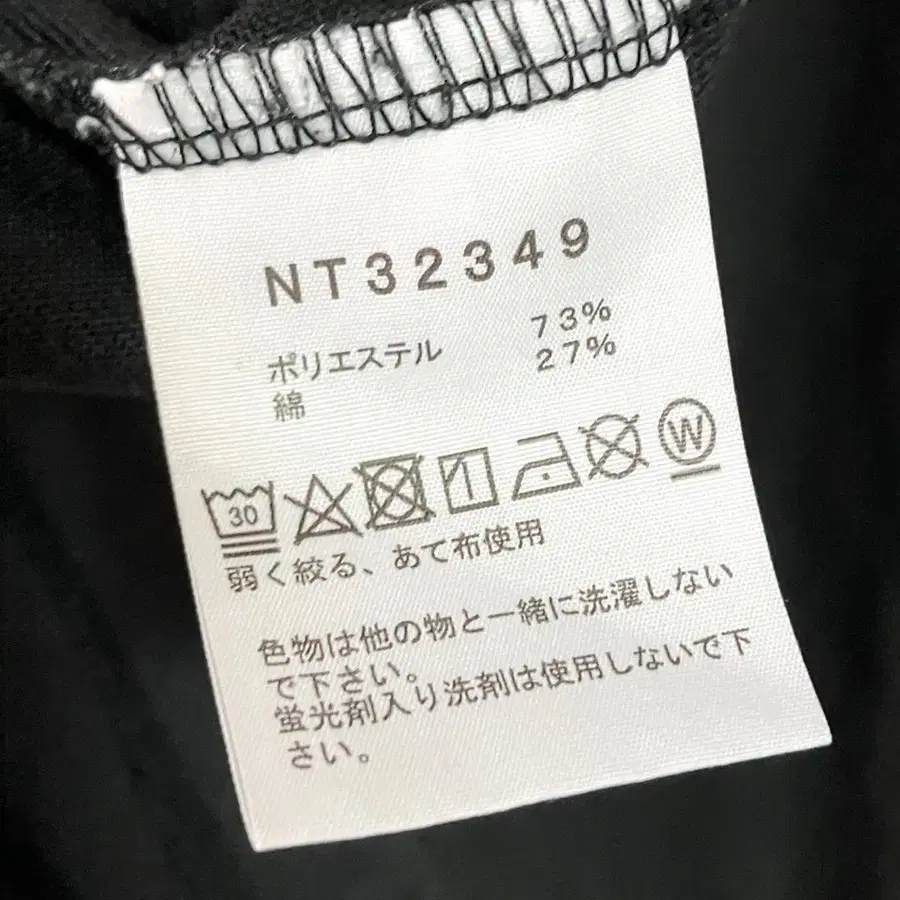 NT32349
ポリエステル 73%
綿 27%
30 W
弱く絞る、あて布使用
色物は他の物と一緒に洗濯しない
で下さい。
蛍光剤入り洗剤は使用しないで下
さい。